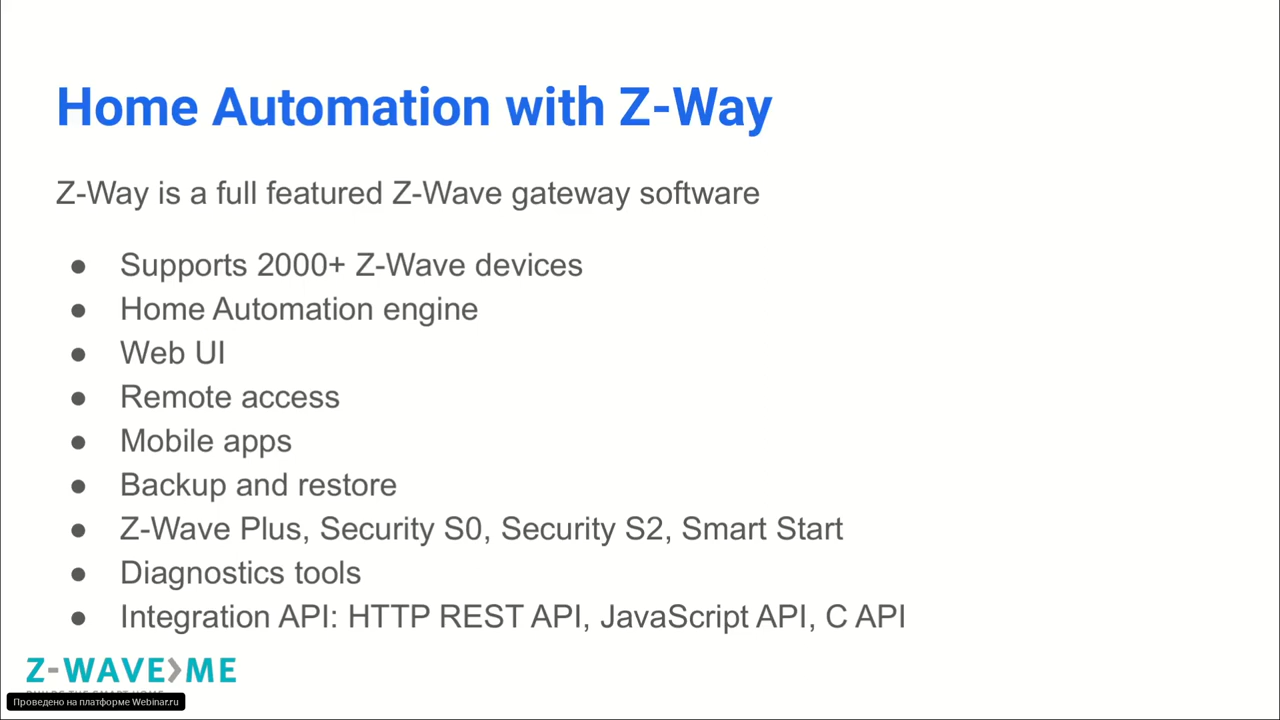 Home Automation with Z-Way
Z-Way is a full featured Z-Wave gateway software
● Supports 2000+ Z-Wave devices
● Home Automation engine
● Web UI
● Remote access
● Mobile apps
● Backup and restore
● Z-Wave Plus, Security S0, Security S2, Smart Start
● Diagnostics tools
● Integration API: HTTP REST API, JavaScript API, C API
Z-WAVE>ME
Проведено на платформе Webinar.ru